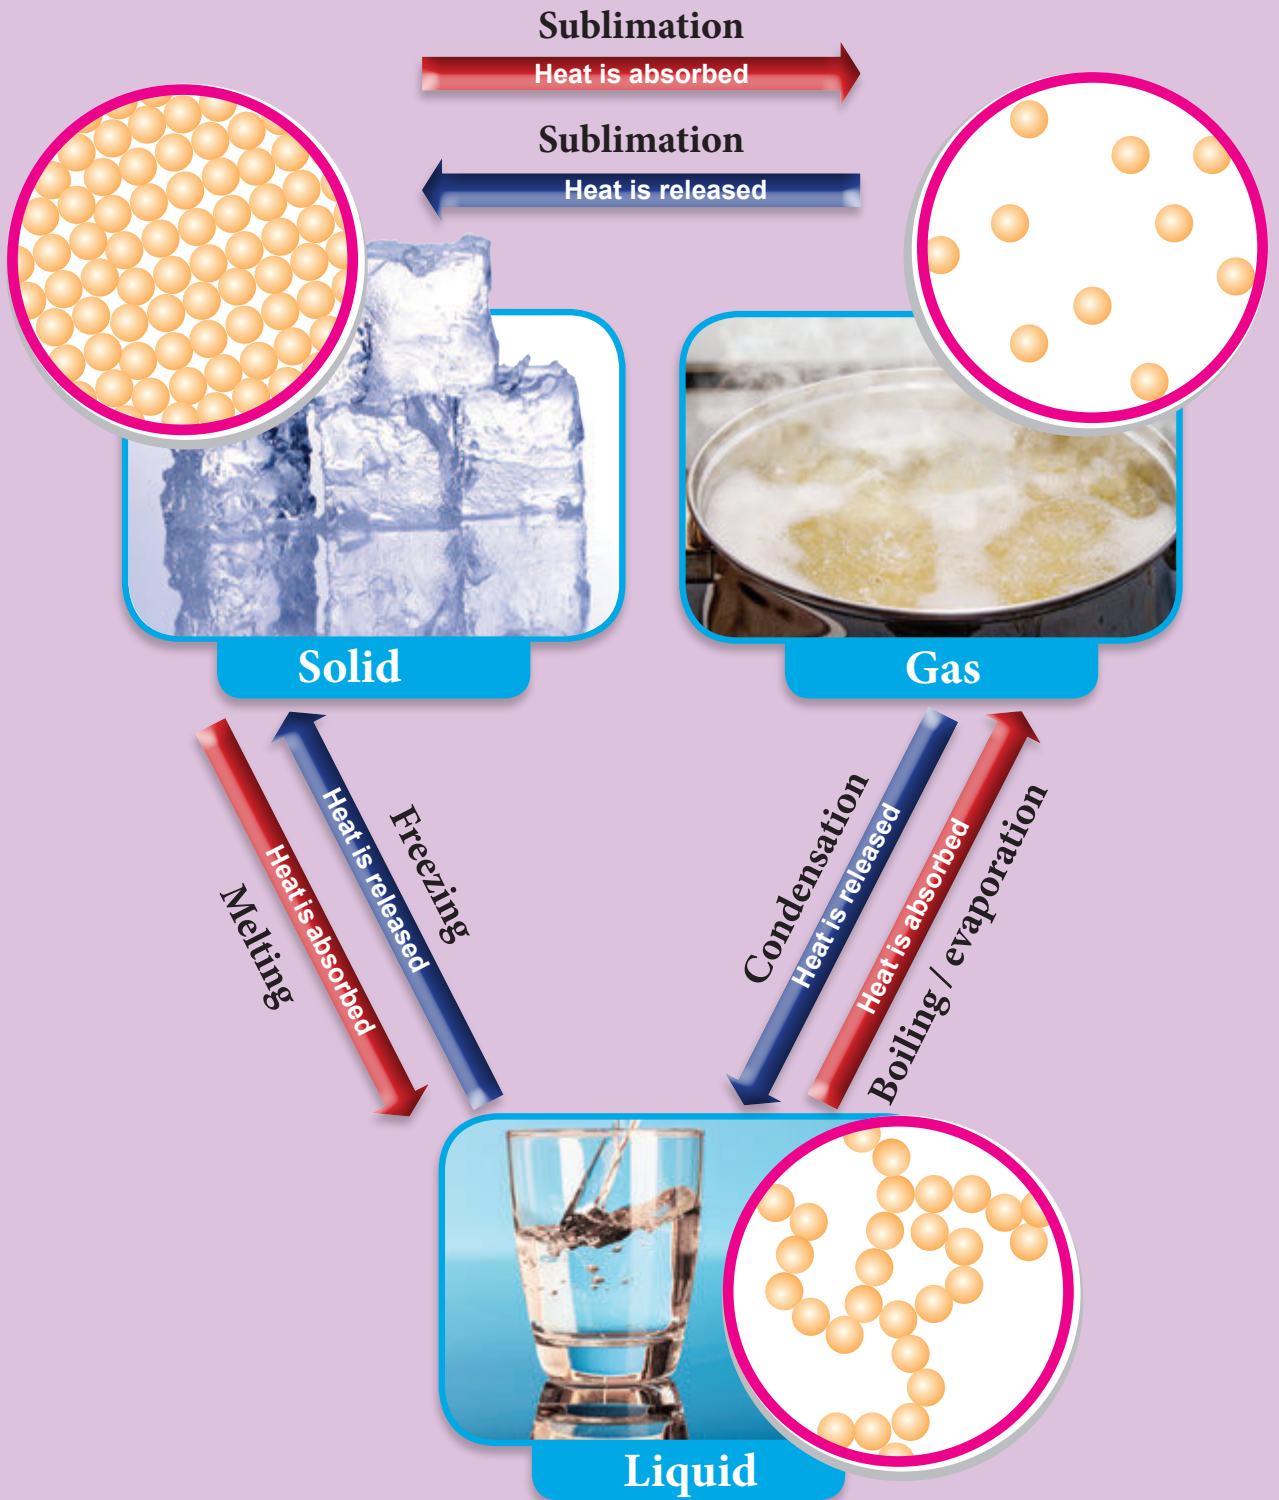 Sublimation
Heat is absorbed
Sublimation
Heat is released
Solid
Gas
Melting
Heat is absorbed
Heat is released
Freezing
Condensation
Heat is released
Heat is absorbed
Boiling / evaporation
Liquid